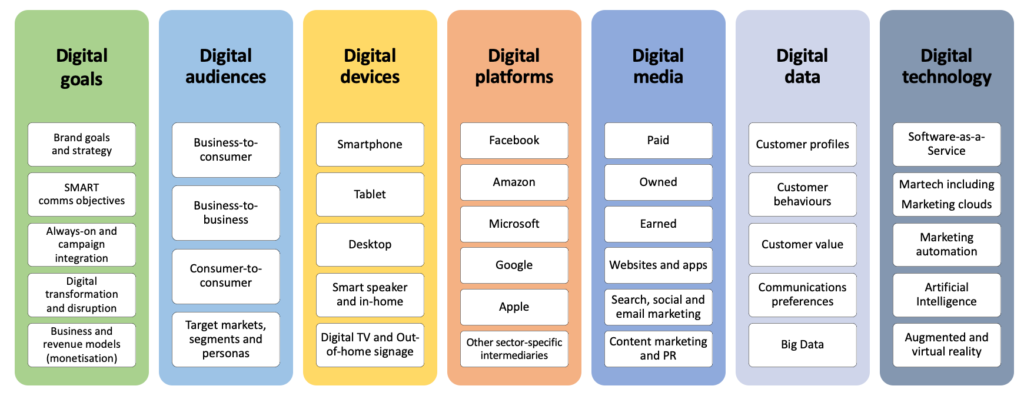 Digital
goals
Brand goals
and strategy
SMART
comms objectives
Always-on and
campaign
integration
Digital
transformation
and disruption
Business and
revenue models
(monetisation)
Digital
audiences
Business-to-
consumer
Business-to-
business
Consumer-to-
consumer
Target markets,
segments and
personas
Digital
devices
Smartphone
Tablet
Desktop
Smart speaker
and in-home
Digital TV and Out-
of-home signage
Digital
platforms
Facebook
Amazon
Microsoft
Google
Apple
Other sector-specific
intermediaries
Digital
media
Paid
Owned
Earned
Websites and apps
Search, social and
email marketing
Content marketing
and PR
Digital
data
Customer profiles
Customer
behaviours
Customer value
Communications
preferences
Big Data
Digital
technology
Software-as-a-
Service
Martech including
Marketing clouds
Marketing
automation
Artificial
Intelligence
Augmented and
virtual reality